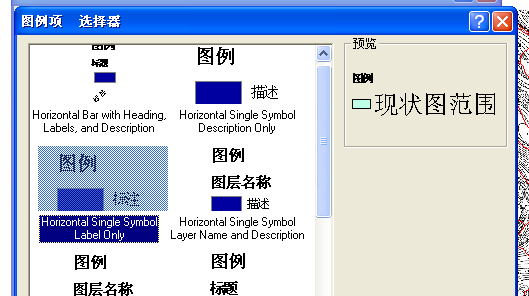 图例项 选择器
图例
标题
标注
Horizontal Bar with Heading,
Labels, and Description
图例
描述
Horizontal Single Symbol
Description Only
图例
标注
Horizontal Single Symbol
Label Only
图例
图层名称
描述
Horizontal Single Symbol
Layer Name and Description
图例
图层名称
图例
标题
预览
图例
现状图范围